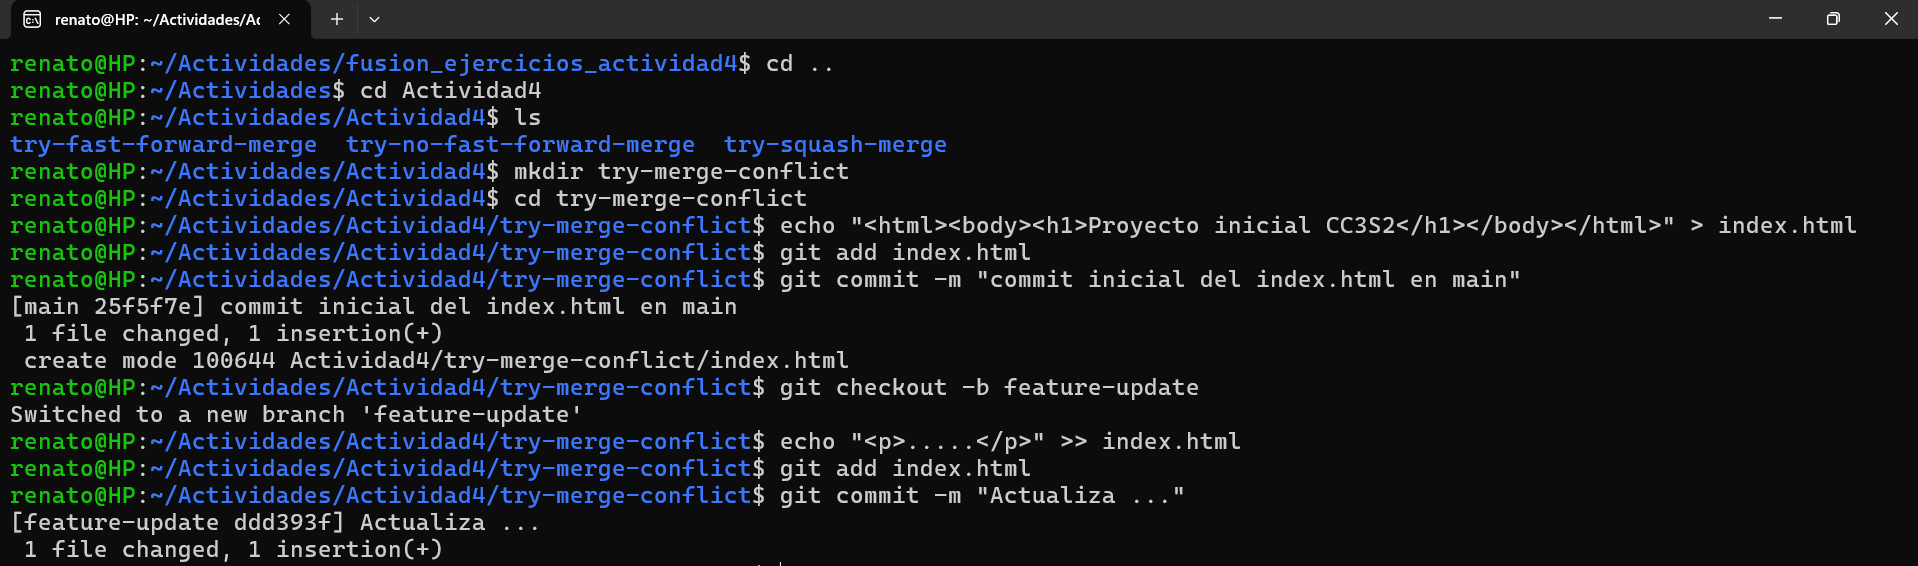 renato@HP: ~/Actividades/Ac
renato@HP:~/Actividades/fusion_ejercicios_actividad4$ cd ..
renato@HP:~/Actividades$ cd Actividad4
renato@HP:~/Actividades/Actividad4$ ls
try-fast-forward-merge  try-no-fast-forward-merge  try-squash-merge
renato@HP:~/Actividades/Actividad4$ mkdir try-merge-conflict
renato@HP:~/Actividades/Actividad4$ cd try-merge-conflict
renato@HP:~/Actividades/Actividad4/try-merge-conflict$ echo "<html><body><h1>Proyecto inicial CC3S2</h1></body></html>" > index.html
renato@HP:~/Actividades/Actividad4/try-merge-conflict$ git add index.html
renato@HP:~/Actividades/Actividad4/try-merge-conflict$ git commit -m "commit inicial del index.html en main"
[main 25f5f7e] commit inicial del index.html en main
 1 file changed, 1 insertion(+)
 create mode 100644 Actividad4/try-merge-conflict/index.html
renato@HP:~/Actividades/Actividad4/try-merge-conflict$ git checkout -b feature-update
Switched to a new branch 'feature-update'
renato@HP:~/Actividades/Actividad4/try-merge-conflict$ echo "<p>.....</p>" >> index.html
renato@HP:~/Actividades/Actividad4/try-merge-conflict$ git add index.html
renato@HP:~/Actividades/Actividad4/try-merge-conflict$ git commit -m "Actualiza ..."
[feature-update ddd393f] Actualiza ...
 1 file changed, 1 insertion(+)